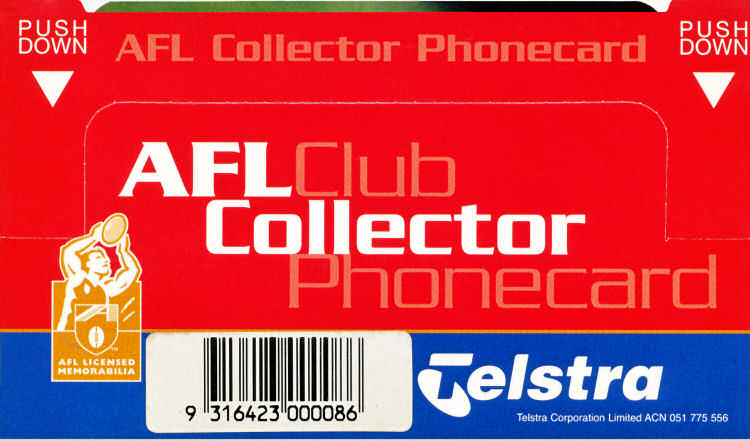 PUSH
DOWN
AFL Collector Phonecard
PUSH
DOWN
AFL Club
Collector
Phonecard
AFL LICENSED
MEMORABILIA
9 316423 000086
Telstra
Telstra Corporation Limited ACN 051 775 556